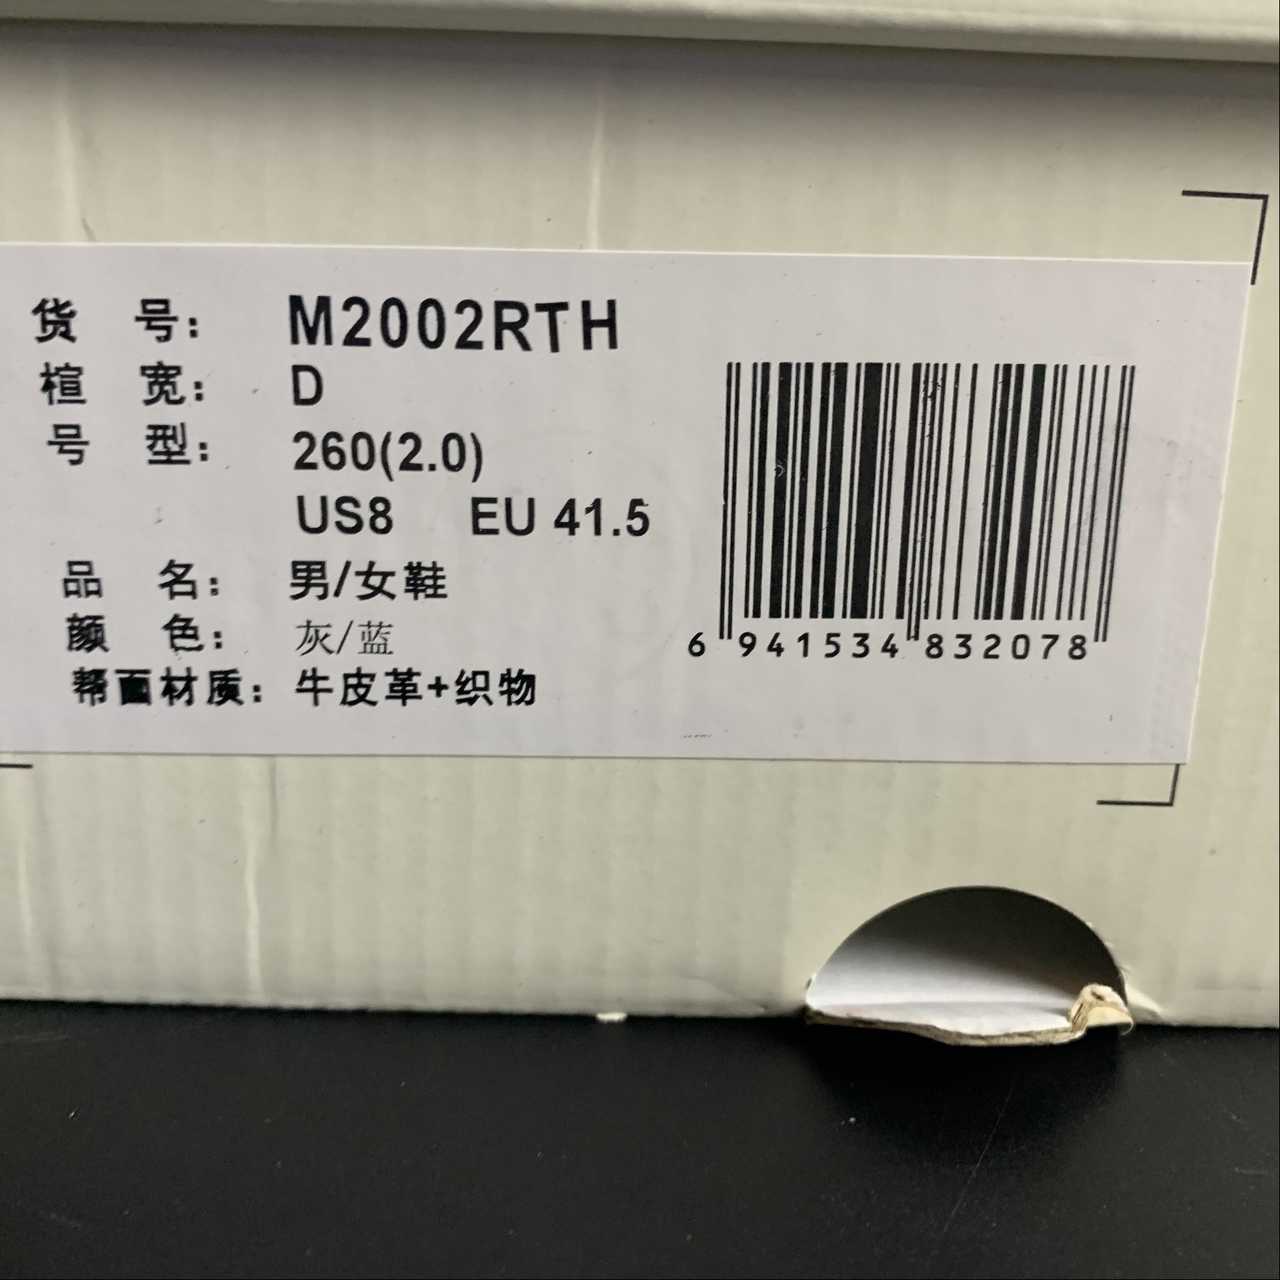 货 号: M2002RTH
楦 宽: D
号 型: 260(2.0)
US8 EU 41.5
品 名: 男/女鞋
颜 色: 灰/蓝
帮面材质: 牛皮革+织物
6 941534 832078